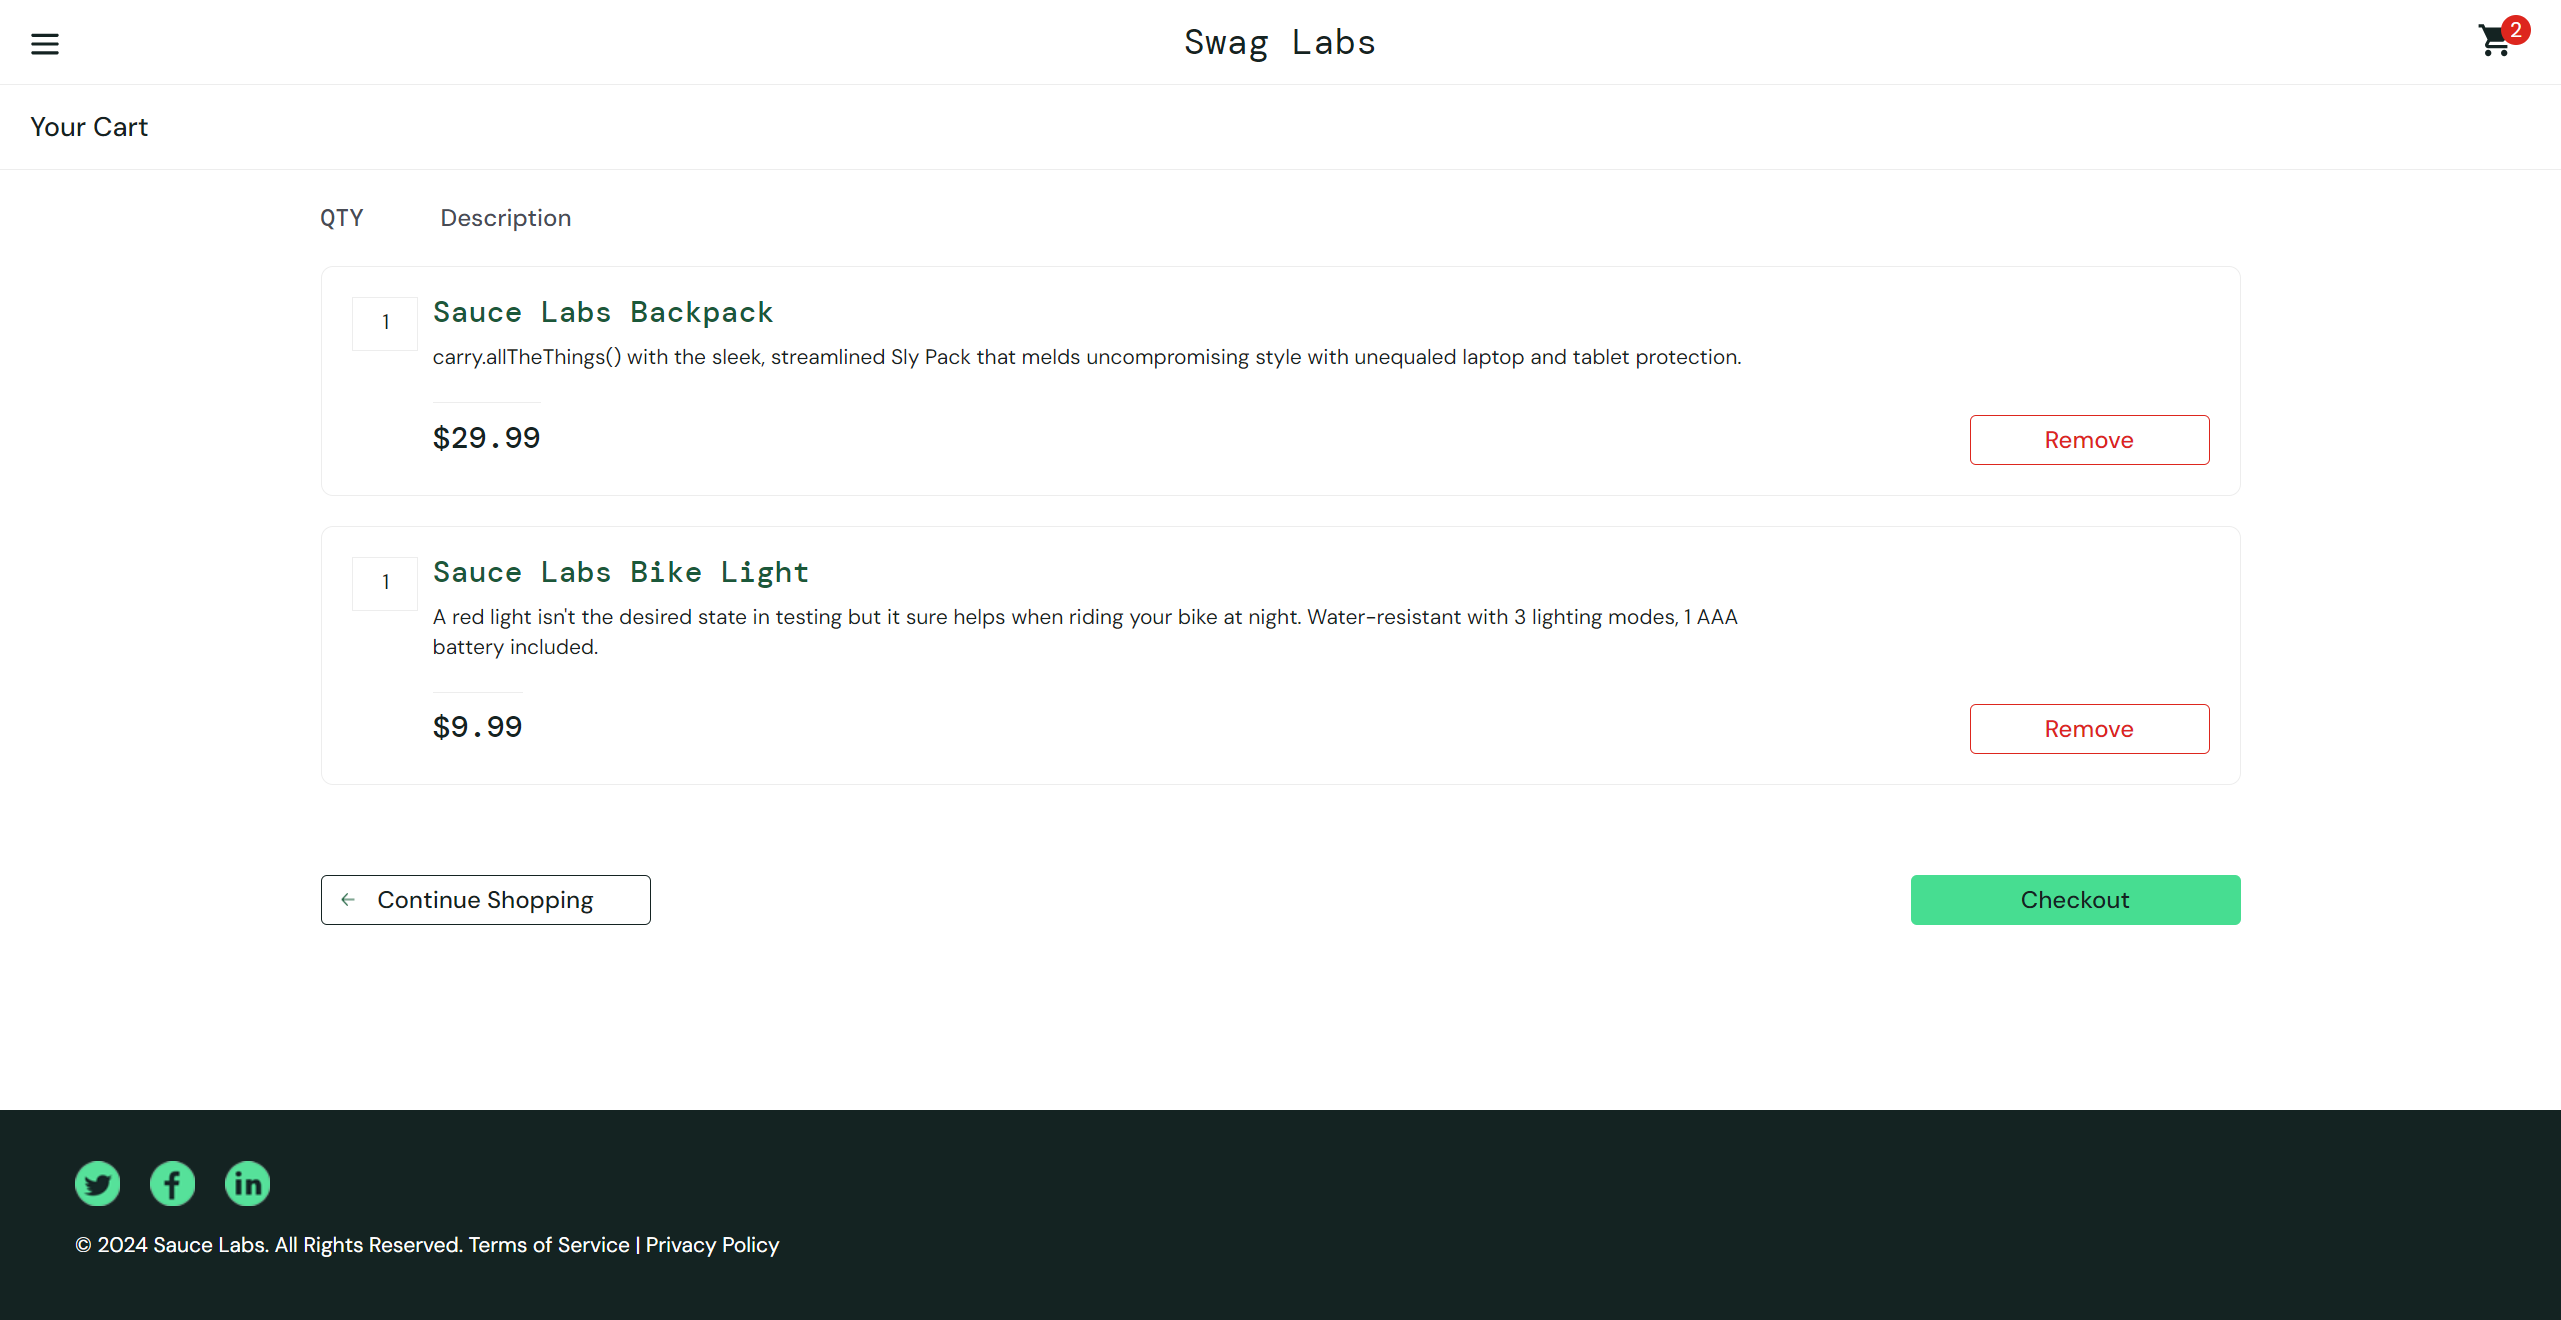 Swag Labs
2
Your Cart
QTY Description
1
Sauce Labs Backpack
carry.allTheThings() with the sleek, streamlined Sly Pack that melds uncompromising style with unequaled laptop and tablet protection.
$29.99
Remove
1
Sauce Labs Bike Light
A red light isn't the desired state in testing but it sure helps when riding your bike at night. Water-resistant with 3 lighting modes, 1 AAA
battery included.
$9.99
Remove
Continue Shopping
Checkout
© 2024 Sauce Labs. All Rights Reserved. Terms of Service | Privacy Policy